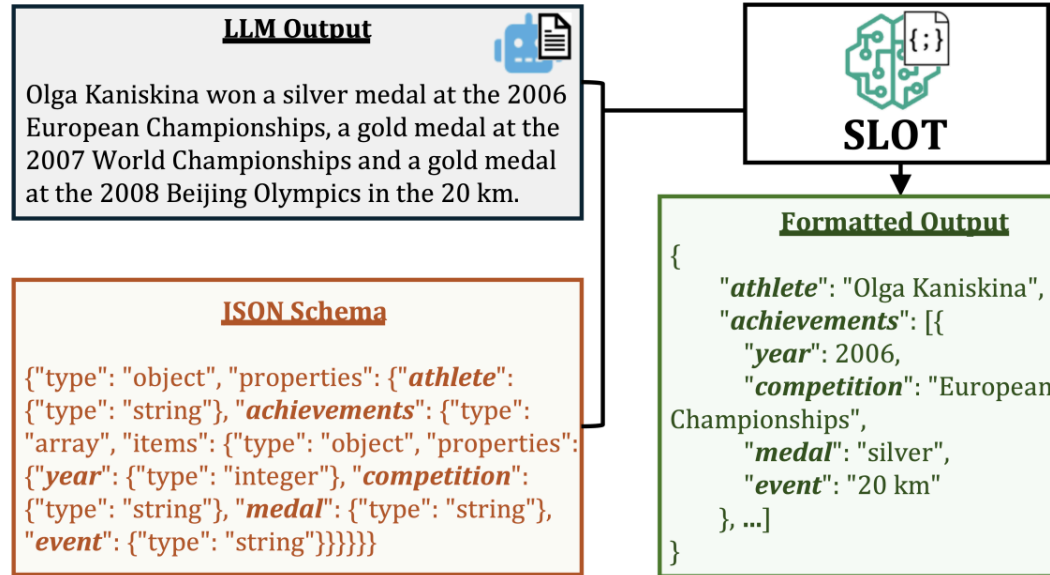 LLM Output
Olga Kaniskina won a silver medal at the 2006
European Championships, a gold medal at the
2007 World Championships and a gold medal
at the 2008 Beijing Olympics in the 20 km.
{;}
SLOT
JSON Schema
{"type": "object", "properties": {"athlete":
{"type": "string"}, "achievements": {"type":
"array", "items": {"type": "object", "properties":
{"year": {"type": "integer"}, "competition":
{"type": "string"}, "medal": {"type": "string"},
"event": {"type": "string"}}}}}}
Formatted Output
{
"athlete": "Olga Kaniskina",
"achievements": [{
"year": 2006,
"competition": "European
Championships",
"medal": "silver",
"event": "20 km"
}, ...]
}